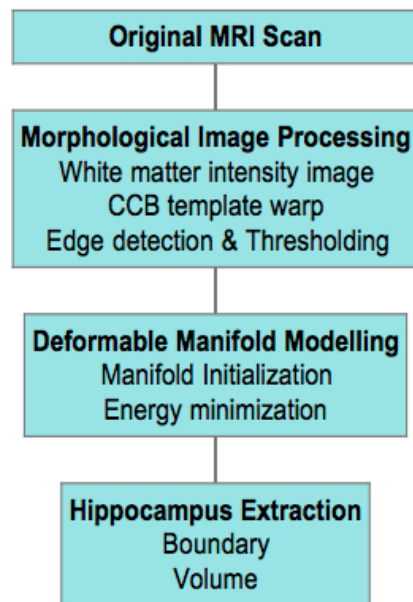 Original MRI Scan
Morphological Image Processing
White matter intensity image
CCB template warp
Edge detection & Thresholding
Deformable Manifold Modelling
Manifold Initialization
Energy minimization
Hippocampus Extraction
Boundary
Volume